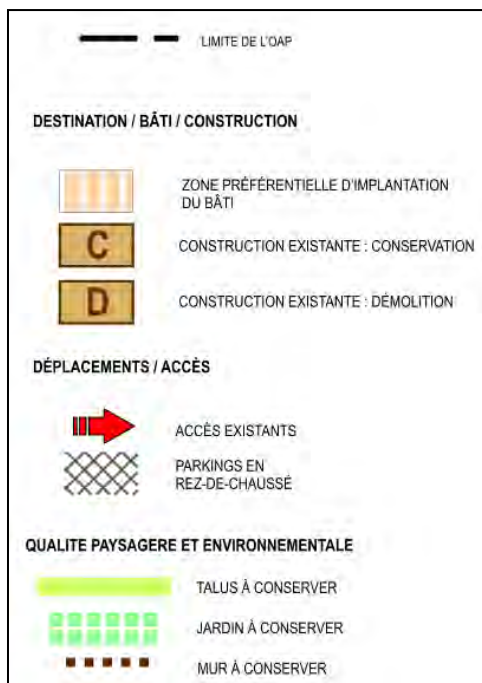 LIMITE DE L'OAP
DESTINATION / BÂTI / CONSTRUCTION
ZONE PRÉFÉRENTIELLE D'IMPLANTATION
DU BÂTI
C
CONSTRUCTION EXISTANTE : CONSERVATION
D
CONSTRUCTION EXISTANTE : DÉMOLITION
DÉPLACEMENTS / ACCÈS
ACCÈS EXISTANTS
PARKINGS EN
REZ-DE-CHAUSSÉ
QUALITE PAYSAGERE ET ENVIRONNEMENTALE
TALUS À CONSERVER
JARDIN À CONSERVER
MUR À CONSERVER